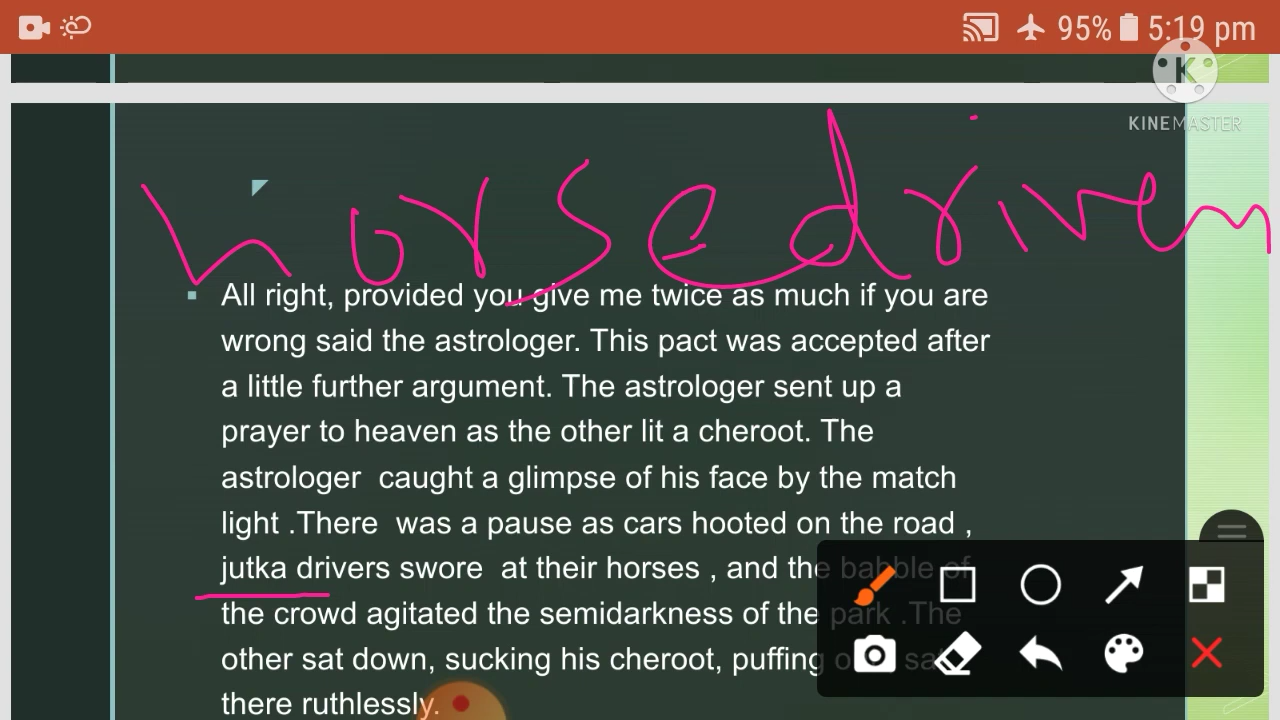 95% 5:19 pm
K
KINEMASTER
horsedriven
All right, provided you give me twice as much if you are
wrong said the astrologer. This pact was accepted after
a little further argument. The astrologer sent up a
prayer to heaven as the other lit a cheroot. The
astrologer caught a glimpse of his face by the match
light .There was a pause as cars hooted on the road ,
jutka drivers swore at their horses , and the babble of
the crowd agitated the semidarkness of the park .The
other sat down, sucking his cheroot, puffing
there ruthlessly.